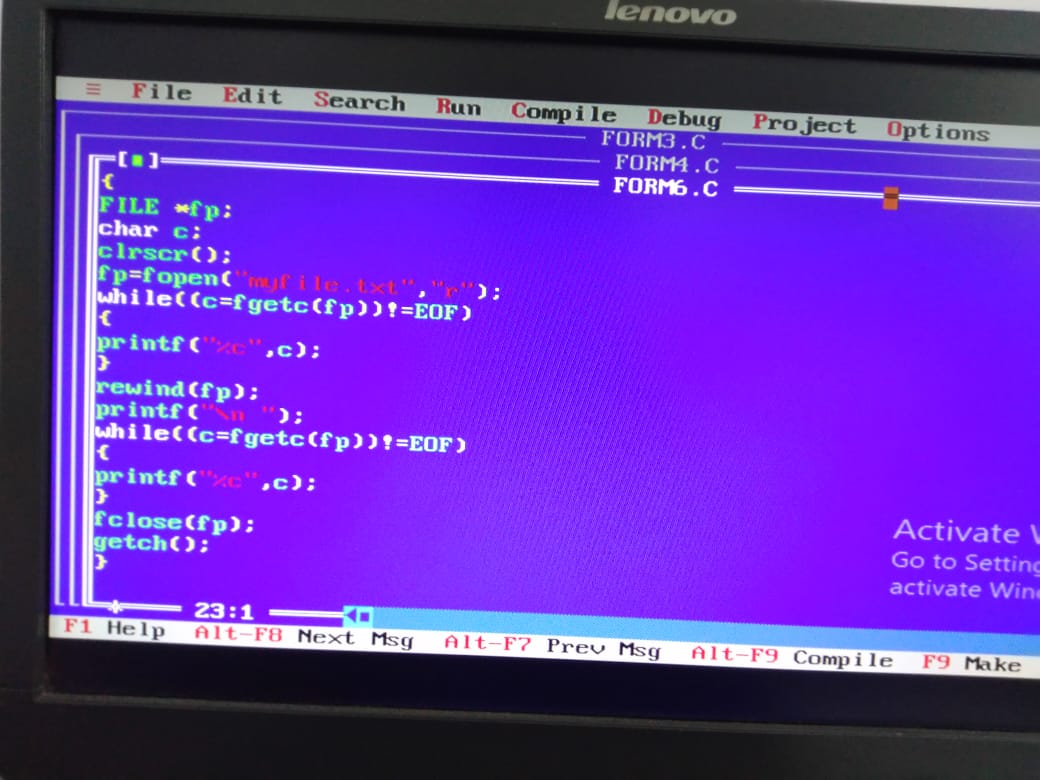 lenovo
≡ File Edit Search Run Compile Debug Project Options
FORM3.C
FORM4.C
[■] FORM6.C
{
FILE *fp;
char c;
clrscr();
fp=fopen("myfile.txt","r");
while((c=fgetc(fp))!=EOF)
{
printf("%c",c);
}
rewind(fp);
printf("\n ");
while((c=fgetc(fp))!=EOF)
{
printf("%c",c);
}
fclose(fp);
getch();
}
Activate
Go to Setting
activate
* 23:1
F1 Help Alt-F8 Next Msg Alt-F7 Prev Msg Alt-F9 Compile F9 Make